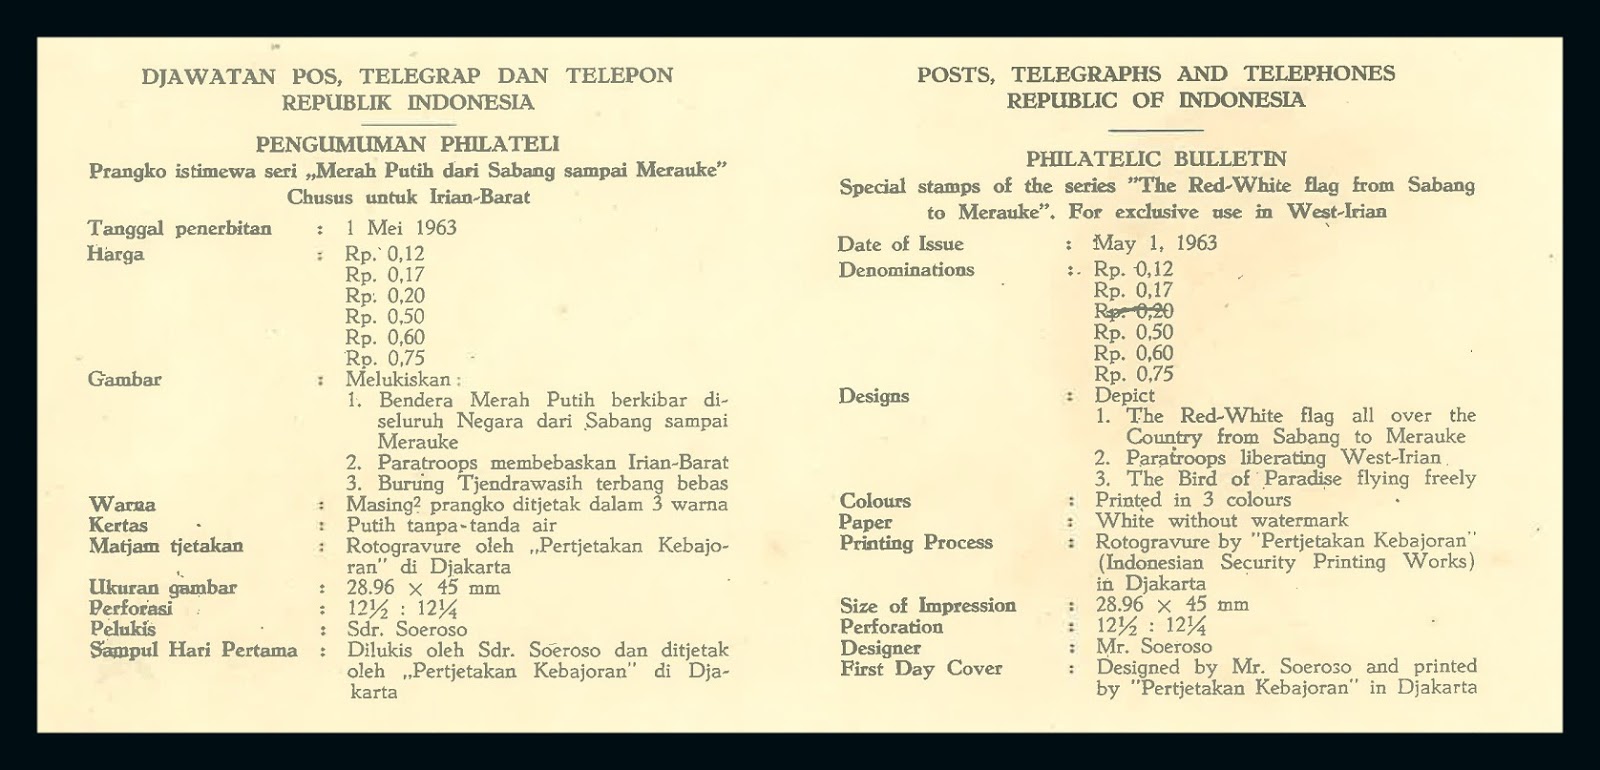 DJAWATAN POS, TELEGRAP DAN TELEPON
REPUBLIK INDONESIA
PENGUMUMAN PHILATELI
Prangko istimewa seri „Merah Putih dari Sabang sampai Merauke”
Chusus untuk Irian-Barat
Tanggal penerbitan : 1 Mei 1963
Harga : Rp. 0,12
Rp. 0,17
Rp. 0,20
Rp. 0,50
Rp. 0,60
Rp. 0,75
Gambar : Melukiskan :
1. Bendera Merah Putih berkibar di-
seluruh Negara dari Sabang sampai
Merauke
2. Paratroops membebaskan Irian-Barat
3. Burung Tjendrawasih terbang bebas
Warna : Masing² prangko ditjetak dalam 3 warna
Kertas : Putih tanpa-tanda air
Matjam tjetakan : Rotogravure oleh „Pertjetakan Kebajo-
ran” di Djakarta
Ukuran gambar : 28.96 × 45 mm
Perforasi : 12½ : 12¼
Pelukis : Sdr. Soeroso
Sampul Hari Pertama : Dilukis oleh Sdr. Soeroso dan ditjetak
oleh „Pertjetakan Kebajoran” di Dja-
karta
POSTS, TELEGRAPHS AND TELEPHONES
REPUBLIC OF INDONESIA
PHILATELIC BULLETIN
Special stamps of the series ”The Red-White flag from Sabang
to Merauke”. For exclusive use in West-Irian
Date of Issue : May 1, 1963
Denominations : Rp. 0,12
Rp. 0,17
Rp. 0,20
Rp. 0,50
Rp. 0,60
Rp. 0,75
Designs : Depict
1. The Red-White flag all over the
Country from Sabang to Merauke
2. Paratroops liberating West-Irian
3. The Bird of Paradise flying freely
Colours : Printed in 3 colours
Paper : White without watermark
Printing Process : Rotogravure by ”Pertjetakan Kebajoran”
(Indonesian Security Printing Works)
in Djakarta
Size of Impression : 28.96 × 45 mm
Perforation : 12½ : 12¼
Designer : Mr. Soeroso
First Day Cover : Designed by Mr. Soeroso and printed
by ”Pertjetakan Kebajoran” in Djakarta